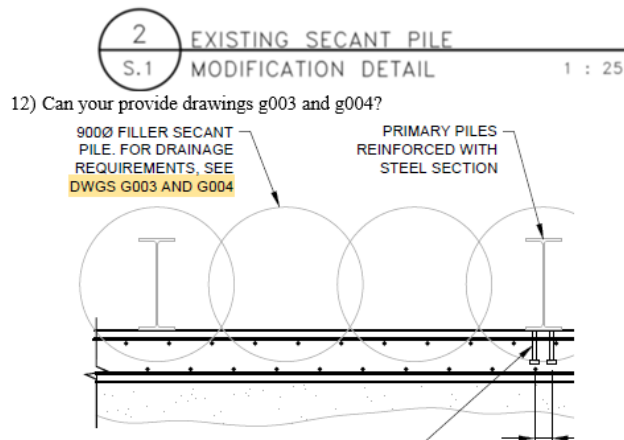 2
EXISTING SECANT PILE
S.1
MODIFICATION DETAIL
1 : 25
12) Can your provide drawings g003 and g004?
900Ø FILLER SECANT
PILE. FOR DRAINAGE
REQUIREMENTS, SEE
DWGS G003 AND G004
PRIMARY PILES
REINFORCED WITH
STEEL SECTION